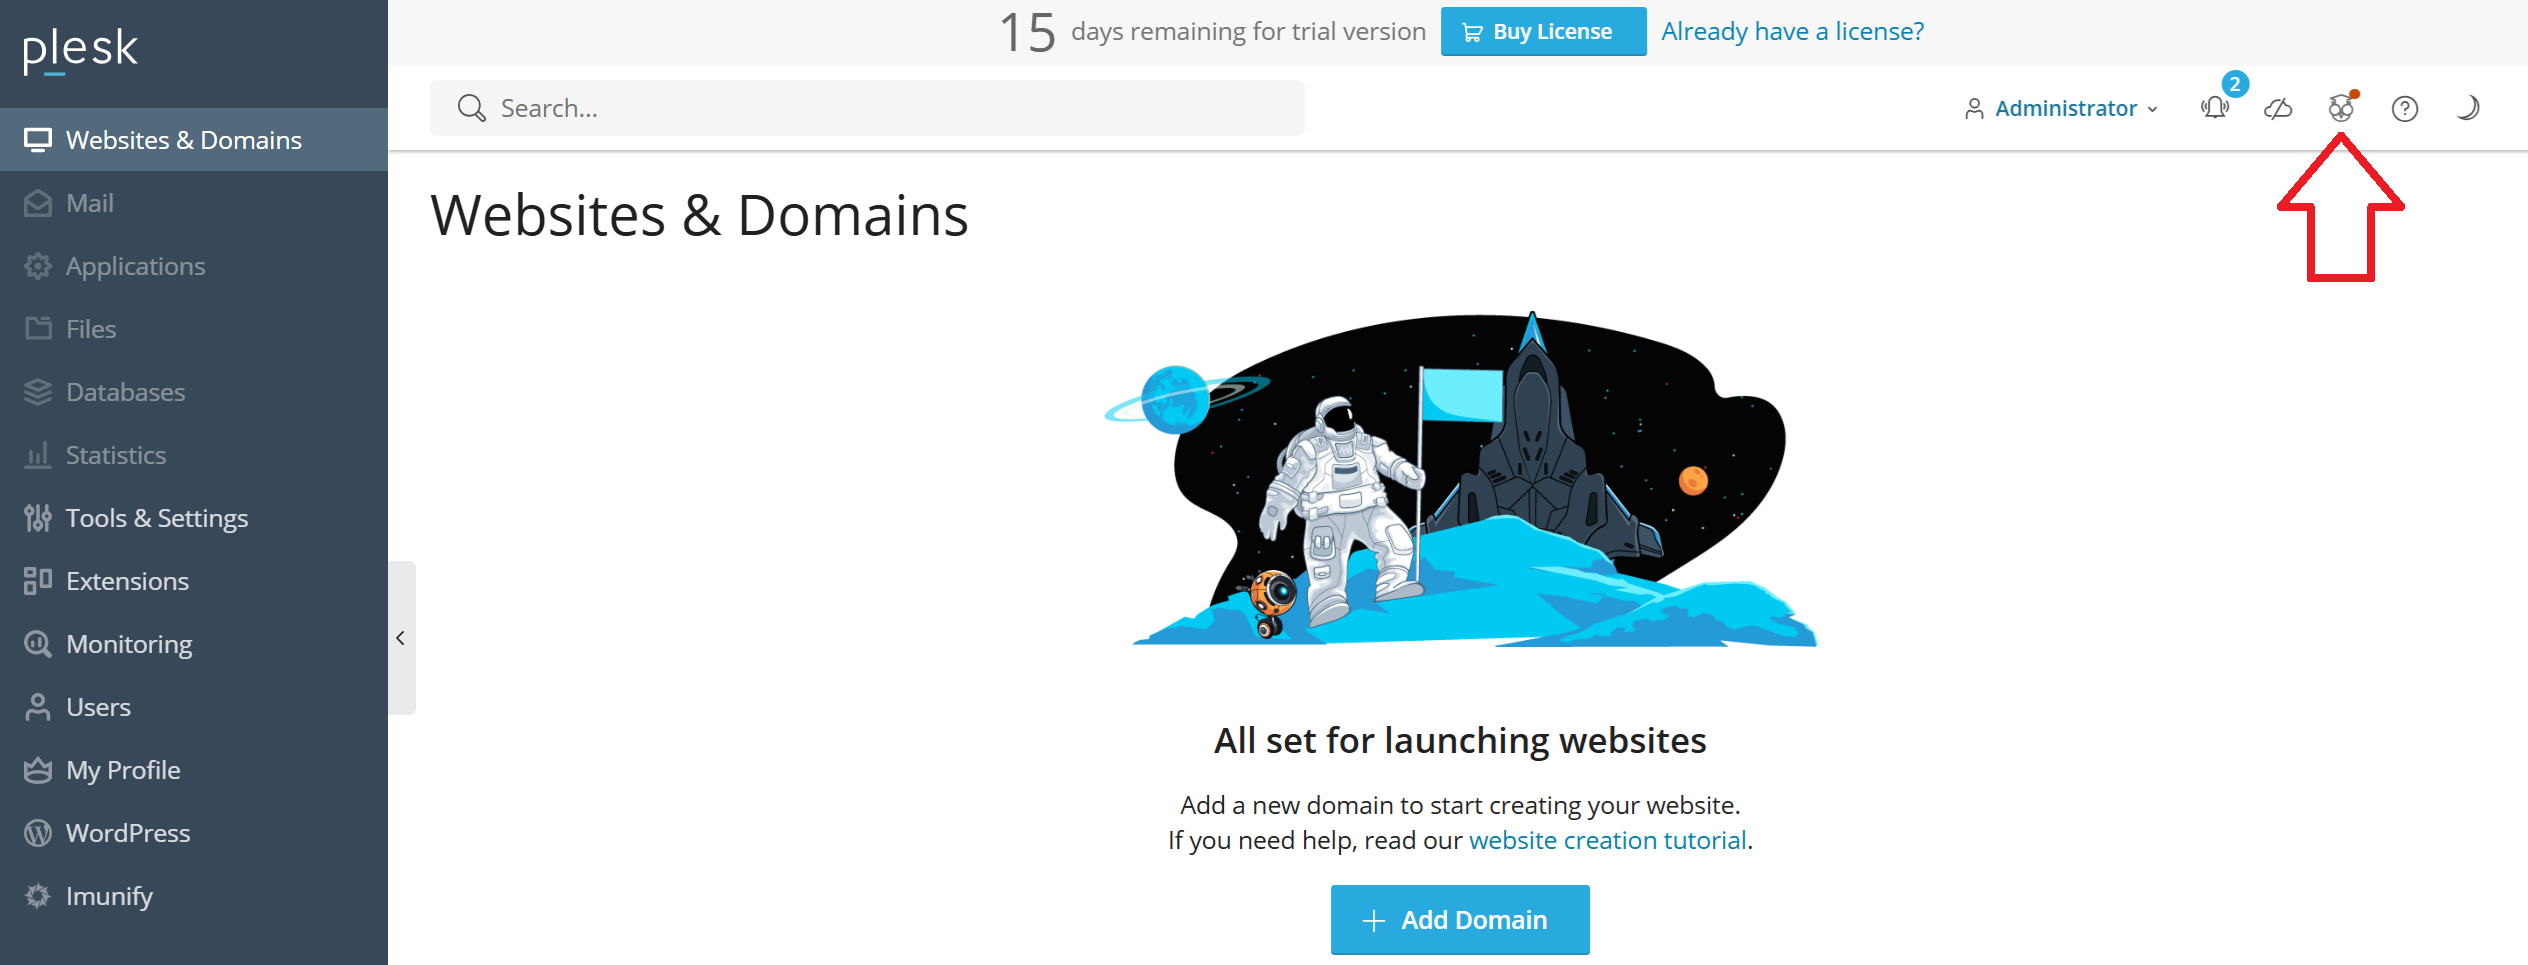 plesk
15 days remaining for trial version Buy License Already have a license?
Search...
Administrator
2
Websites & Domains
Mail
Applications
Files
Databases
Statistics
Tools & Settings
Extensions
Monitoring
Users
My Profile
WordPress
Imunify
Websites & Domains
All set for launching websites
Add a new domain to start creating your website.
If you need help, read our website creation tutorial.
Add Domain